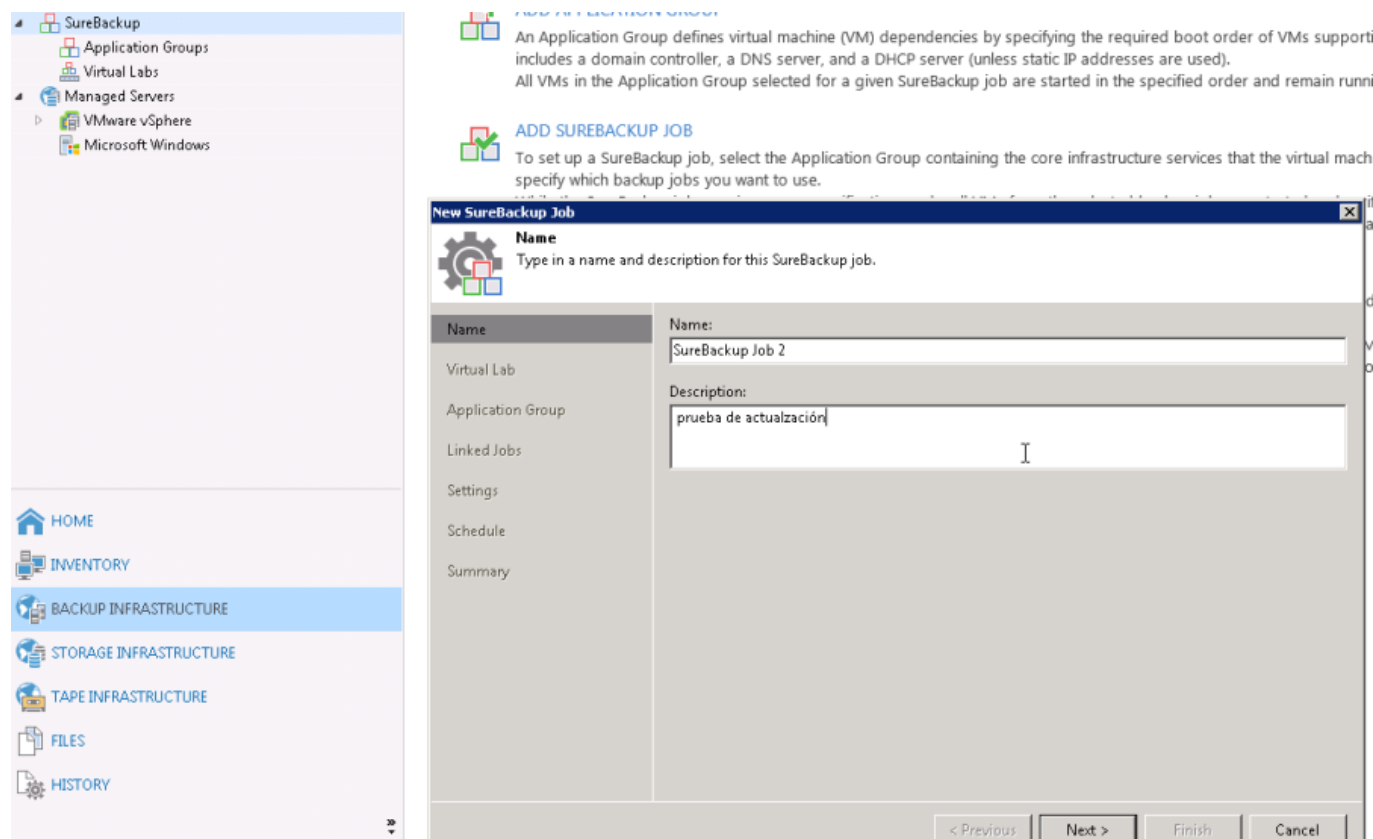 SureBackup
Application Groups
Virtual Labs
Managed Servers
VMware vSphere
Microsoft Windows
HOME
INVENTORY
BACKUP INFRASTRUCTURE
STORAGE INFRASTRUCTURE
TAPE INFRASTRUCTURE
FILES
HISTORY
ADD APPLICATION GROUP
An Application Group defines virtual machine (VM) dependencies by specifying the required boot order of VMs supporti
includes a domain controller, a DNS server, and a DHCP server (unless static IP addresses are used).
All VMs in the Application Group selected for a given SureBackup job are started in the specified order and remain runni
ADD SUREBACKUP JOB
To set up a SureBackup job, select the Application Group containing the core infrastructure services that the virtual mach
specify which backup jobs you want to use.
New SureBackup Job
Name
Type in a name and description for this SureBackup job.
Name
Virtual Lab
Application Group
Linked Jobs
Settings
Schedule
Summary
Name:
SureBackup Job 2
Description:
prueba de actualzación
< Previous
Next >
Finish
Cancel